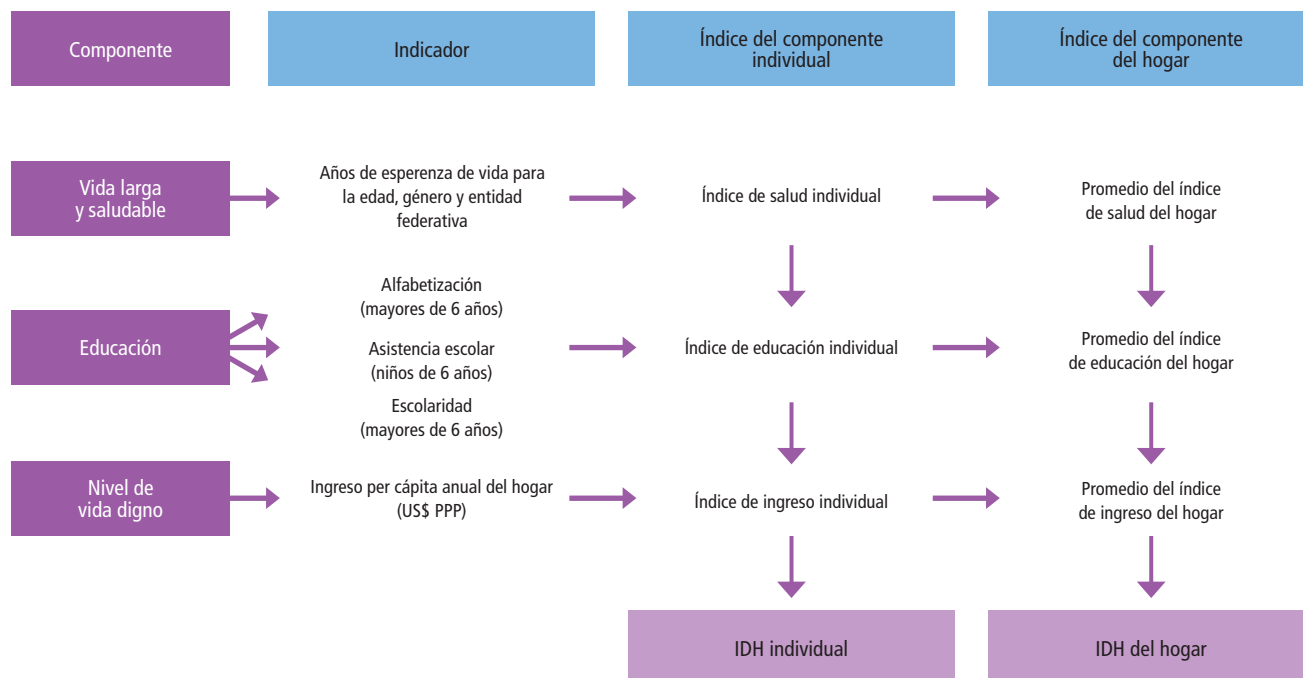 Componente
Indicador
Índice del componente
individual
Índice del componente
del hogar
Vida larga
y saludable
Años de esperenza de vida para
la edad, género y entidad
federativa
Índice de salud individual
Promedio del índice
de salud del hogar
Educación
Alfabetización
(mayores de 6 años)
Asistencia escolar
(niños de 6 años)
Escolaridad
(mayores de 6 años)
Índice de educación individual
Promedio del índice
de educación del hogar
Nivel de
vida digno
Ingreso per cápita anual del hogar
(US$ PPP)
Índice de ingreso individual
Promedio del índice
de ingreso del hogar
IDH individual
IDH del hogar